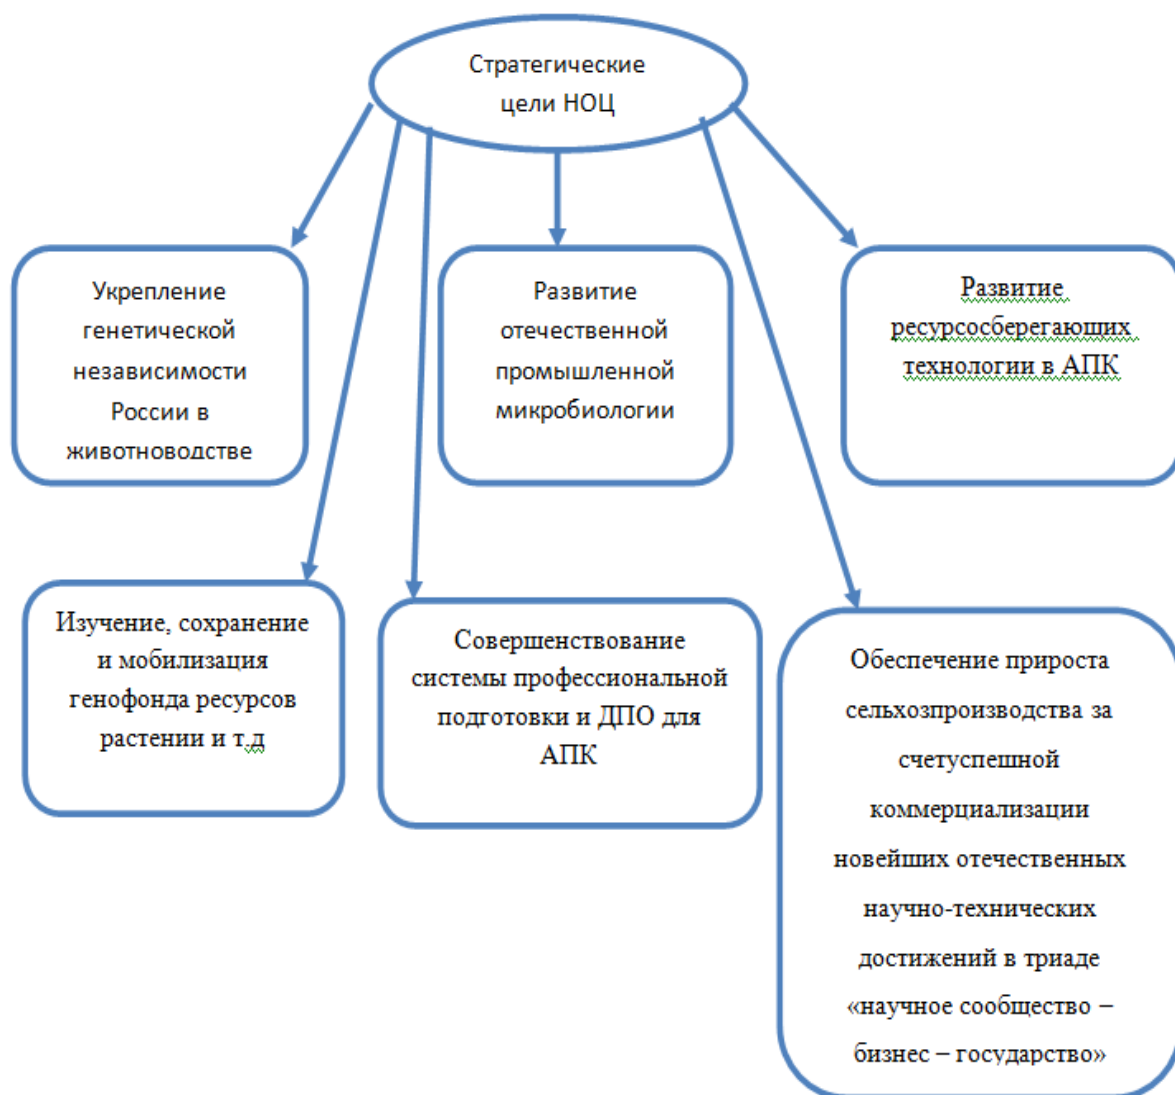 Стратегические
цели НОЦ
Укрепление
генетической
независимости
России в
животноводстве
Развитие
отечественной
промышленной
микробиологии
Развитие
ресурсосберегающих
технологии в АПК
Изучение, сохранение
и мобилизация
генофонда ресурсов
растении и т.д
Совершенствование
системы профессиональной
подготовки и ДПО для
АПК
Обеспечение прироста
сельхозпроизводства за
счетуспешной
коммерциализации
новейших отечественных
научно-технических
достижений в триаде
«научное сообщество –
бизнес – государство»